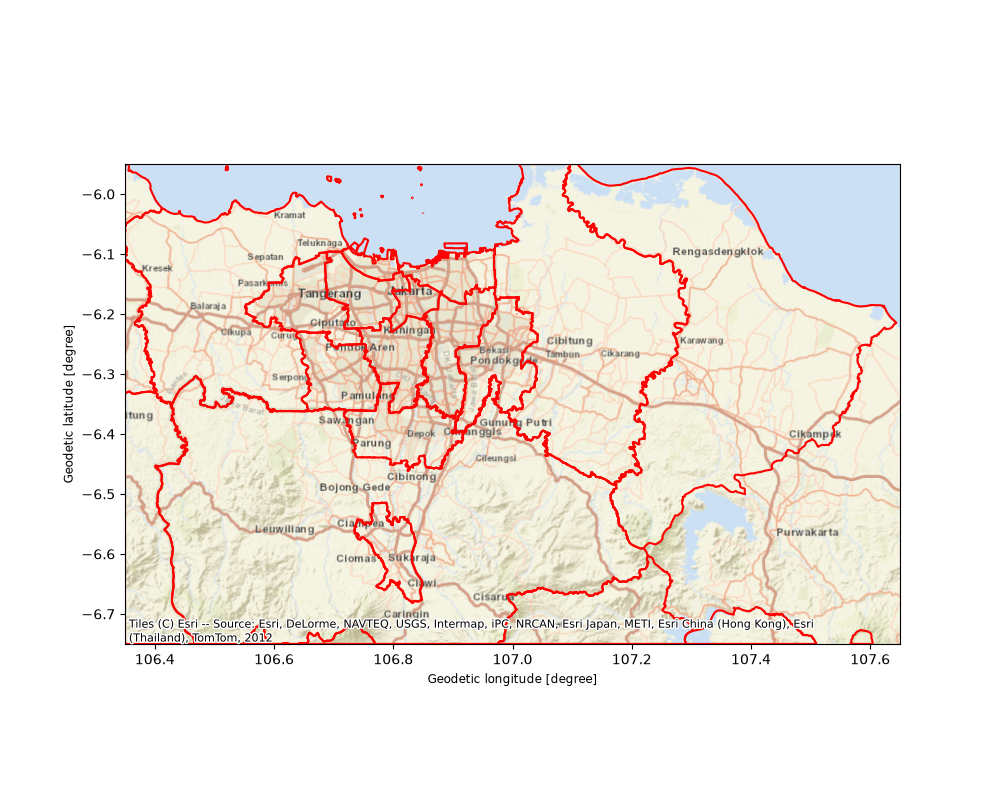 −6.0
−6.1
−6.2
−6.3
−6.4
−6.5
−6.6
−6.7
Geodetic latitude [degree]
Kramat
Teluknaga
Rengasdengklok
Sepatan
Kresek
Tangerang
Jakarta
Balaraja
Ciputat
Cikupa
Curug
Kuningan
Cibitung
Karawang
Pondok Aren
Bekasi
Tambun
Cikarang
Serpong
Pamulang
Sawangan
Gunung Putri
Depok
Cimanggis
Cikampek
itung
Parung
Cileungsi
Cibinong
Bojong Gede
Leuwiliang
Ciampea
Purwakarta
Ciomas
Sukaraja
Ciawi
Cisarua
Caringin
Tiles (C) Esri -- Source: Esri, DeLorme, NAVTEQ, USGS, Intermap, iPC, NRCAN, Esri Japan, METI, Esri China (Hong Kong), Esri
(Thailand), TomTom, 2012
106.4 106.6 106.8 107.0 107.2 107.4 107.6
Geodetic longitude [degree]